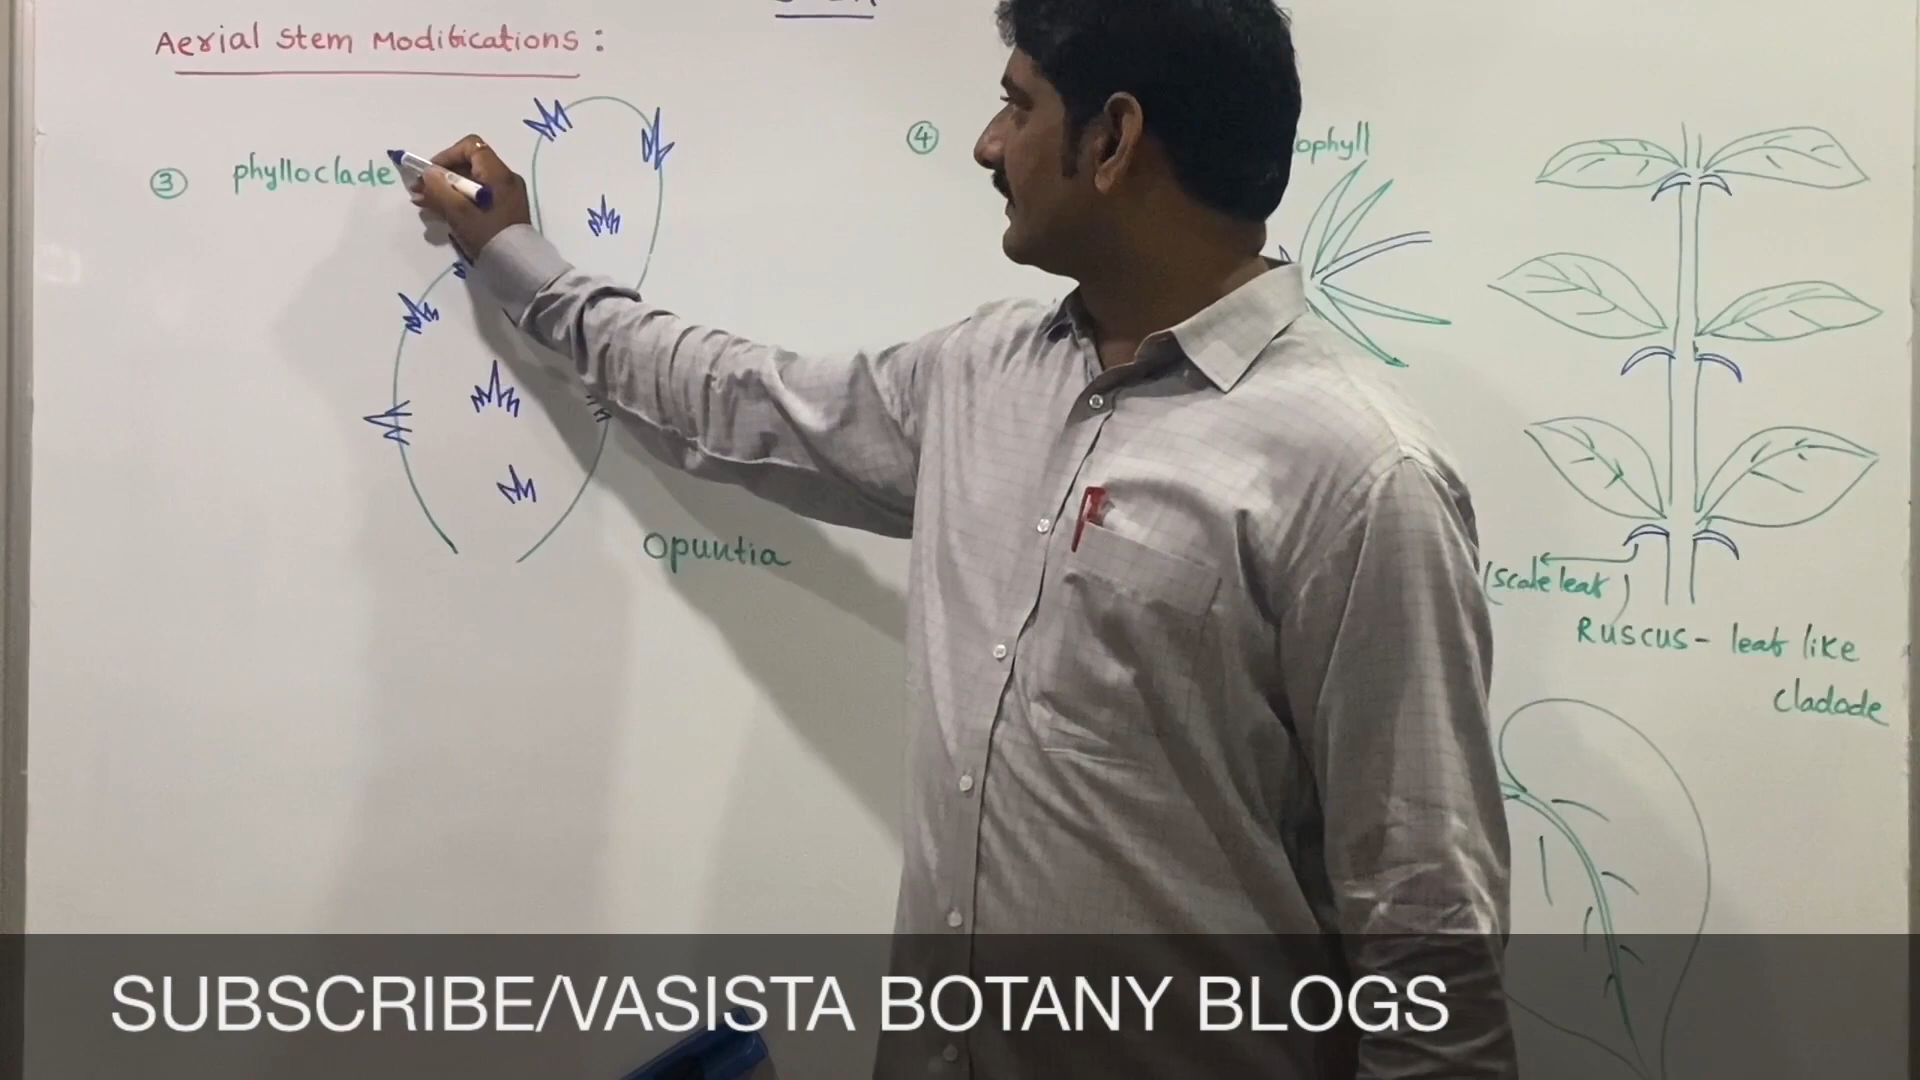 Aerial Stem Modifications :
③ phylloclade
④
ophyll
Opuntia
(scale leaf)
Ruscus - leaf like
cladode
SUBSCRIBE/VASISTA BOTANY BLOGS